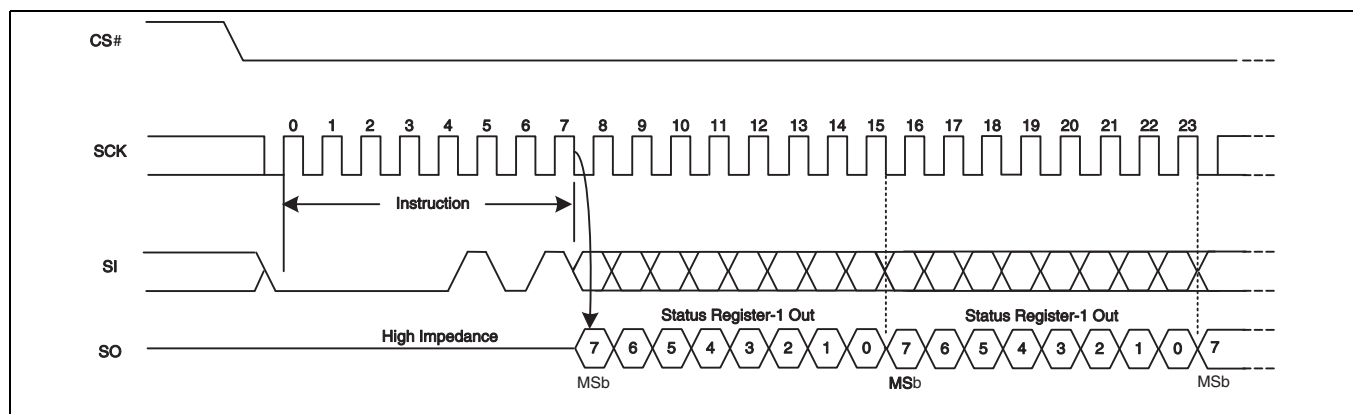 CS#
0 1 2 3 4 5 6 7 8 9 10 11 12 13 14 15 16 17 18 19 20 21 22 23
SCK
Instruction
SI
Status Register-1 Out Status Register-1 Out
High Impedance
SO 7 6 5 4 3 2 1 0 7 6 5 4 3 2 1 0 7
MSb MSb MSb